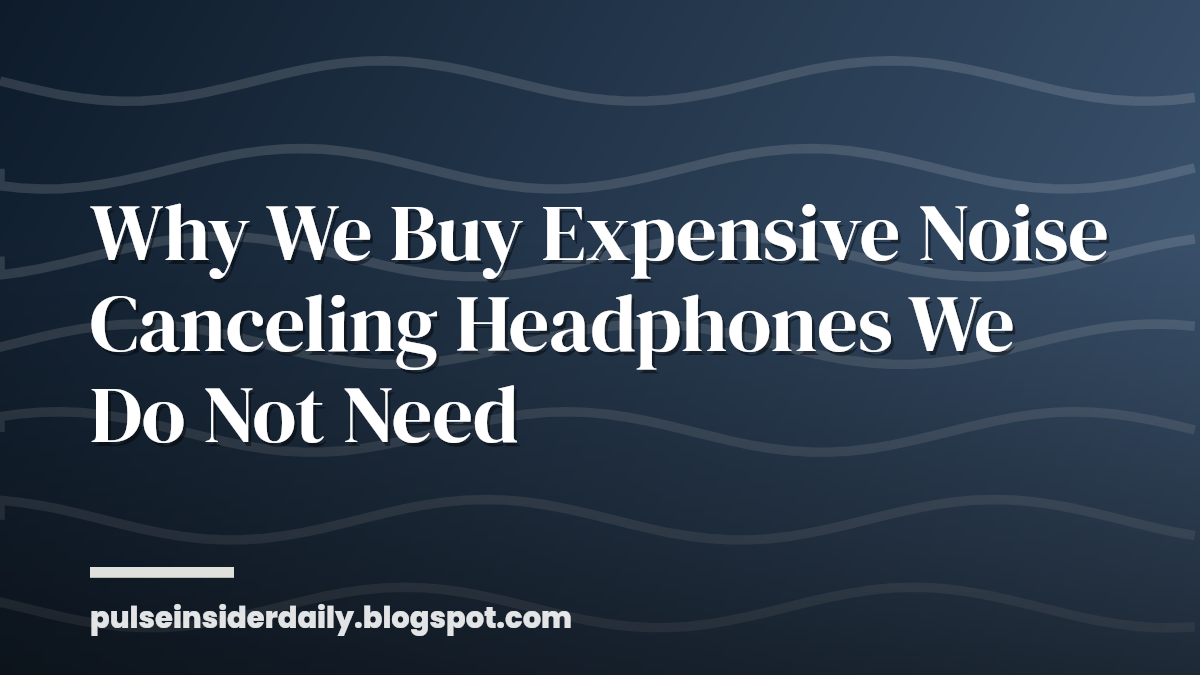 Why We Buy Expensive Noise
Canceling Headphones We
Do Not Need
pulseinsiderdaily.blogspot.com